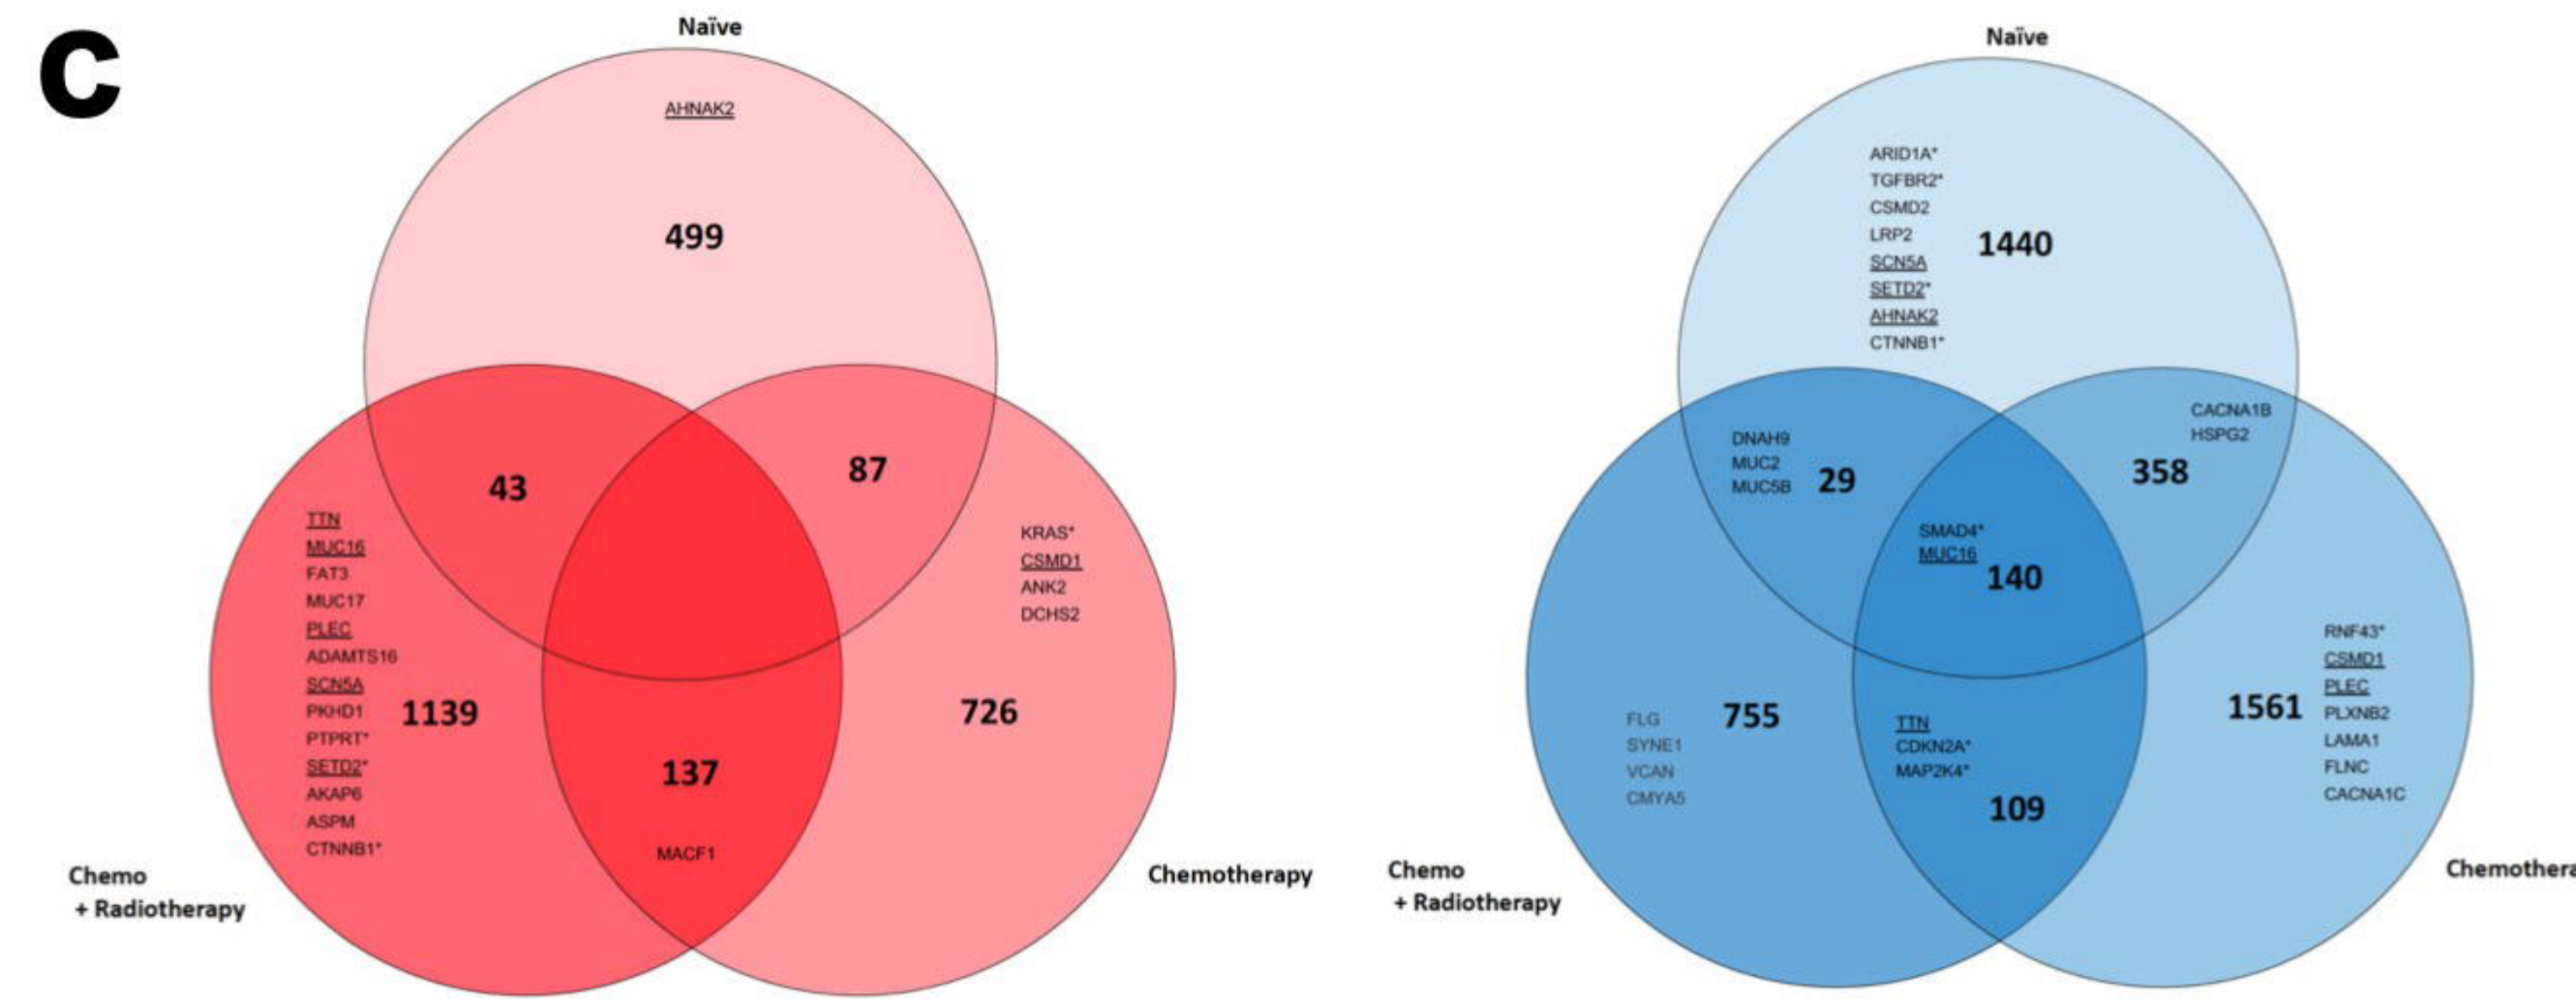 C
Naïve
AHNAK2
499
43
87
TTN
MUC16
FAT3
MUC17
PLEC
ADAMTS16
SCN5A
PKHD1
PTPRT*
SETD2*
AKAP6
ASPM
CTNNB1*
1139
KRAS*
CSMD1
ANK2
DCHS2
726
137
MACF1
Chemo
+ Radiotherapy
Chemotherapy
Naïve
ARID1A*
TGFBR2*
CSMD2
LRP2
SCN5A
SETD2*
AHNAK2
CTNNB1*
1440
DNAH9
MUC2
MUC5B
29
CACNA1B
HSPG2
358
SMAD4*
MUC16
140
FLG
SYNE1
VCAN
CMYA5
755
TTN
CDKN2A*
MAP2K4*
109
1561
RNF43*
CSMD1
PLEC
PLXNB2
LAMA1
FLNC
CACNA1C
Chemo
+ Radiotherapy
Chemothera